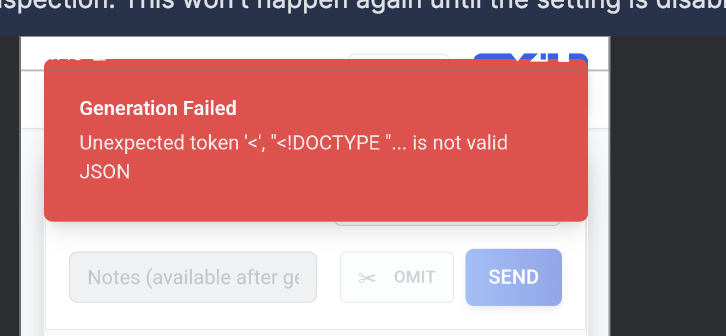 spection. This won't happen again until the setting is disab
Generation Failed
Unexpected token '<', "<!DOCTYPE "... is not valid
JSON
Notes (available after ge
OMIT
SEND